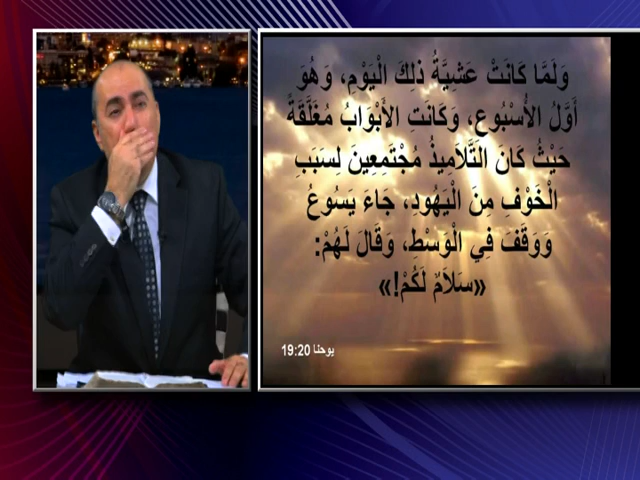 وَلَمَّا كَانَتْ عَشِيَّةُ ذلِكَ الْيَوْمِ، وَهُوَ
أَوَّلُ الأُسْبُوعِ، وَكَانَتِ الأَبْوَابُ مُغَلَّقَةً
حَيْثُ كَانَ التَّلاَمِيذُ مُجْتَمِعِينَ لِسَبَبِ
الْخَوْفِ مِنَ الْيَهُودِ، جَاءَ يَسُوعُ
وَوَقَفَ فِي الْوَسْطِ، وَقَالَ لَهُمْ:
«سَلاَمٌ لَكُمْ!»
يوحنا 19:20